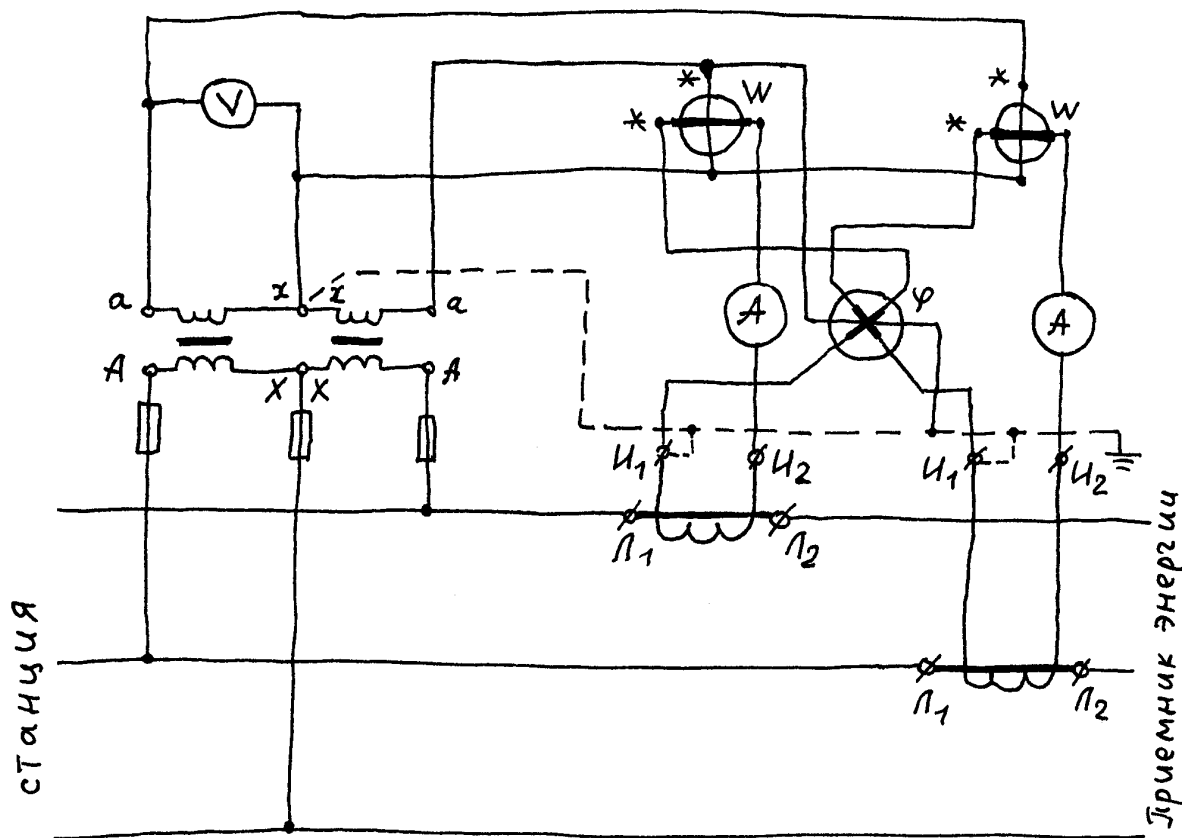 V
* W
*
* W
*
a x x a
A X X A
A φ A
И1 И2 И1 И2
Л1 Л2
Л1 Л2
станция
Приемник энергии